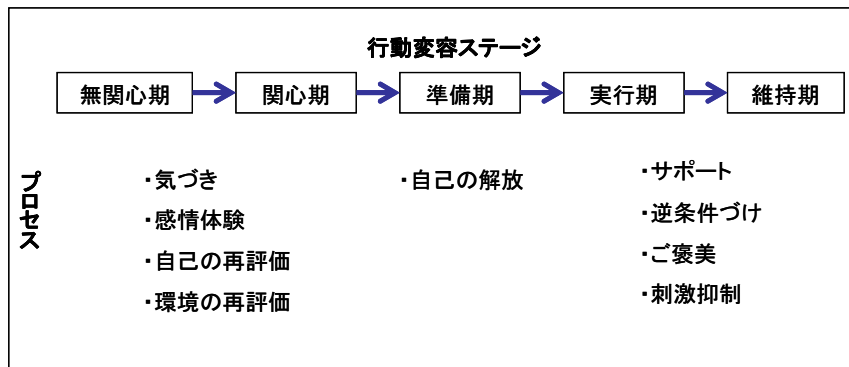 行動変容ステージ
無関心期 関心期 準備期 実行期 維持期
プロセス
・気づき
・感情体験
・自己の再評価
・環境の再評価
・自己の解放
・サポート
・逆条件づけ
・ご褒美
・刺激抑制